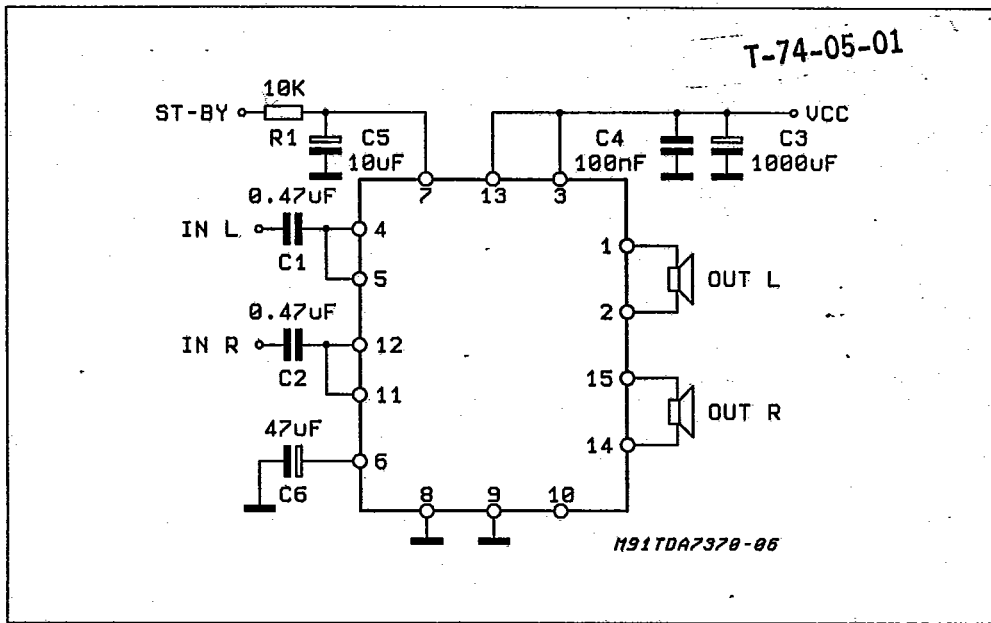 T-74-05-01
10K
ST-BY
R1
C5
10uF
C4
100nF
VCC
C3
1000uF
7
13
3
0.47uF
IN L
C1
4
5
1
OUT L
2
0.47uF
IN R
C2
12
11
15
OUT R
14
47uF
C6
6
8
9
10
M91TDA7370-06